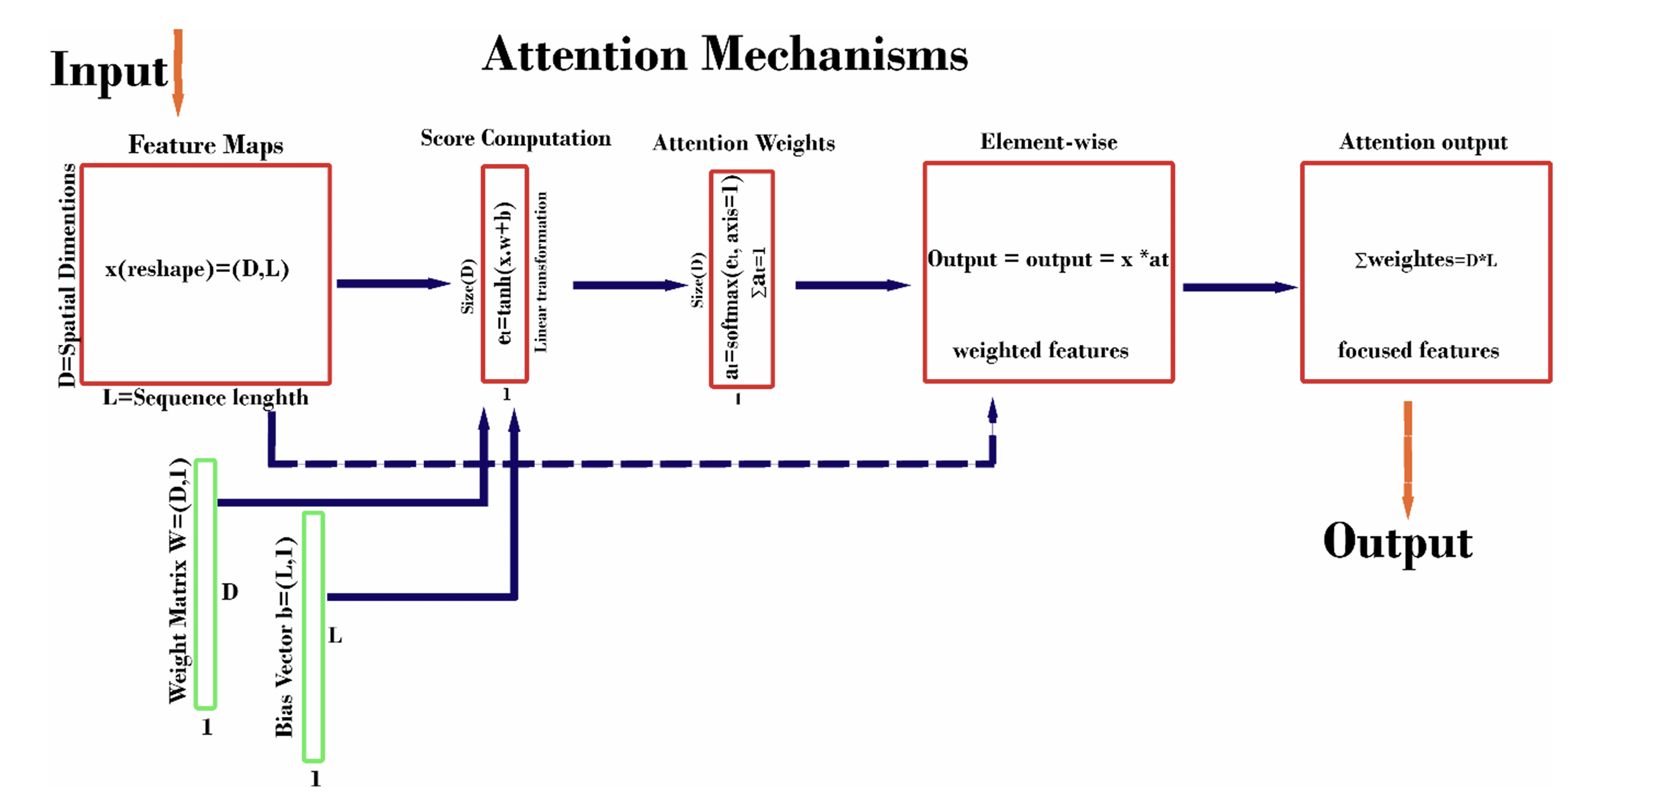 Attention Mechanisms
Input
Feature Maps
D=Spatial Dimentions
x(reshape)=(D,L)
L=Sequence lenghth
Score Computation
Size(D)
et=tanh(x.w+b)
Linear transformation
1
Attention Weights
Size(D)
at=softmax(et, axis=1)
∑at=1
1
Element-wise
Output = output = x *at
weighted features
Attention output
∑weightes=D*L
focused features
Output
Weight Matrix W=(D,1)
D
1
Bias Vector b=(L,1)
L
1